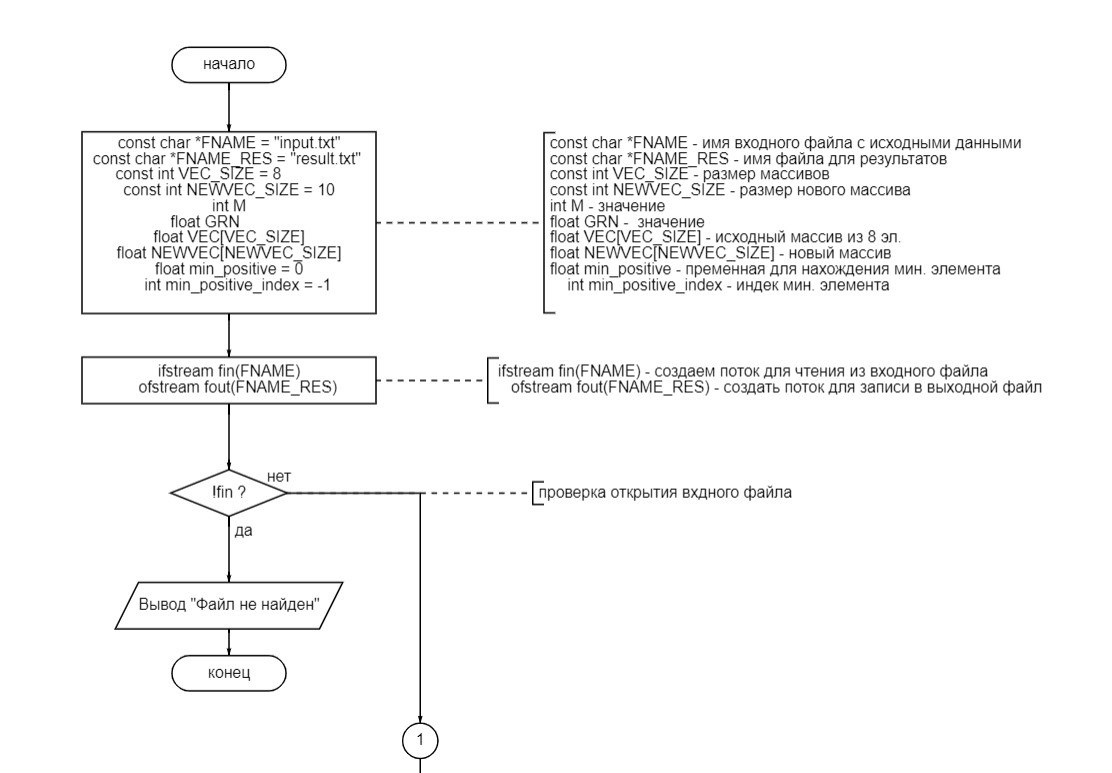 начало
const char *FNAME = "input.txt"
const char *FNAME_RES = "result.txt"
const int VEC_SIZE = 8
const int NEWVEC_SIZE = 10
int M
float GRN
float VEC[VEC_SIZE]
float NEWVEC[NEWVEC_SIZE]
float min_positive = 0
int min_positive_index = -1
const char *FNAME - имя входного файла с исходными данными
const char *FNAME_RES - имя файла для результатов
const int VEC_SIZE - размер массивов
const int NEWVEC_SIZE - размер нового массива
int M - значение
float GRN - значение
float VEC[VEC_SIZE] - исходный массив из 8 эл.
float NEWVEC[NEWVEC_SIZE] - новый массив
float min_positive - пременная для нахождения мин. элемента
int min_positive_index - индек мин. элемента
ifstream fin(FNAME)
ofstream fout(FNAME_RES)
ifstream fin(FNAME) - создаем поток для чтения из входного файла
ofstream fout(FNAME_RES) - создать поток для записи в выходной файл
нет
!fin ?
проверка открытия вхдного файла
да
Вывод "Файл не найден"
конец
1